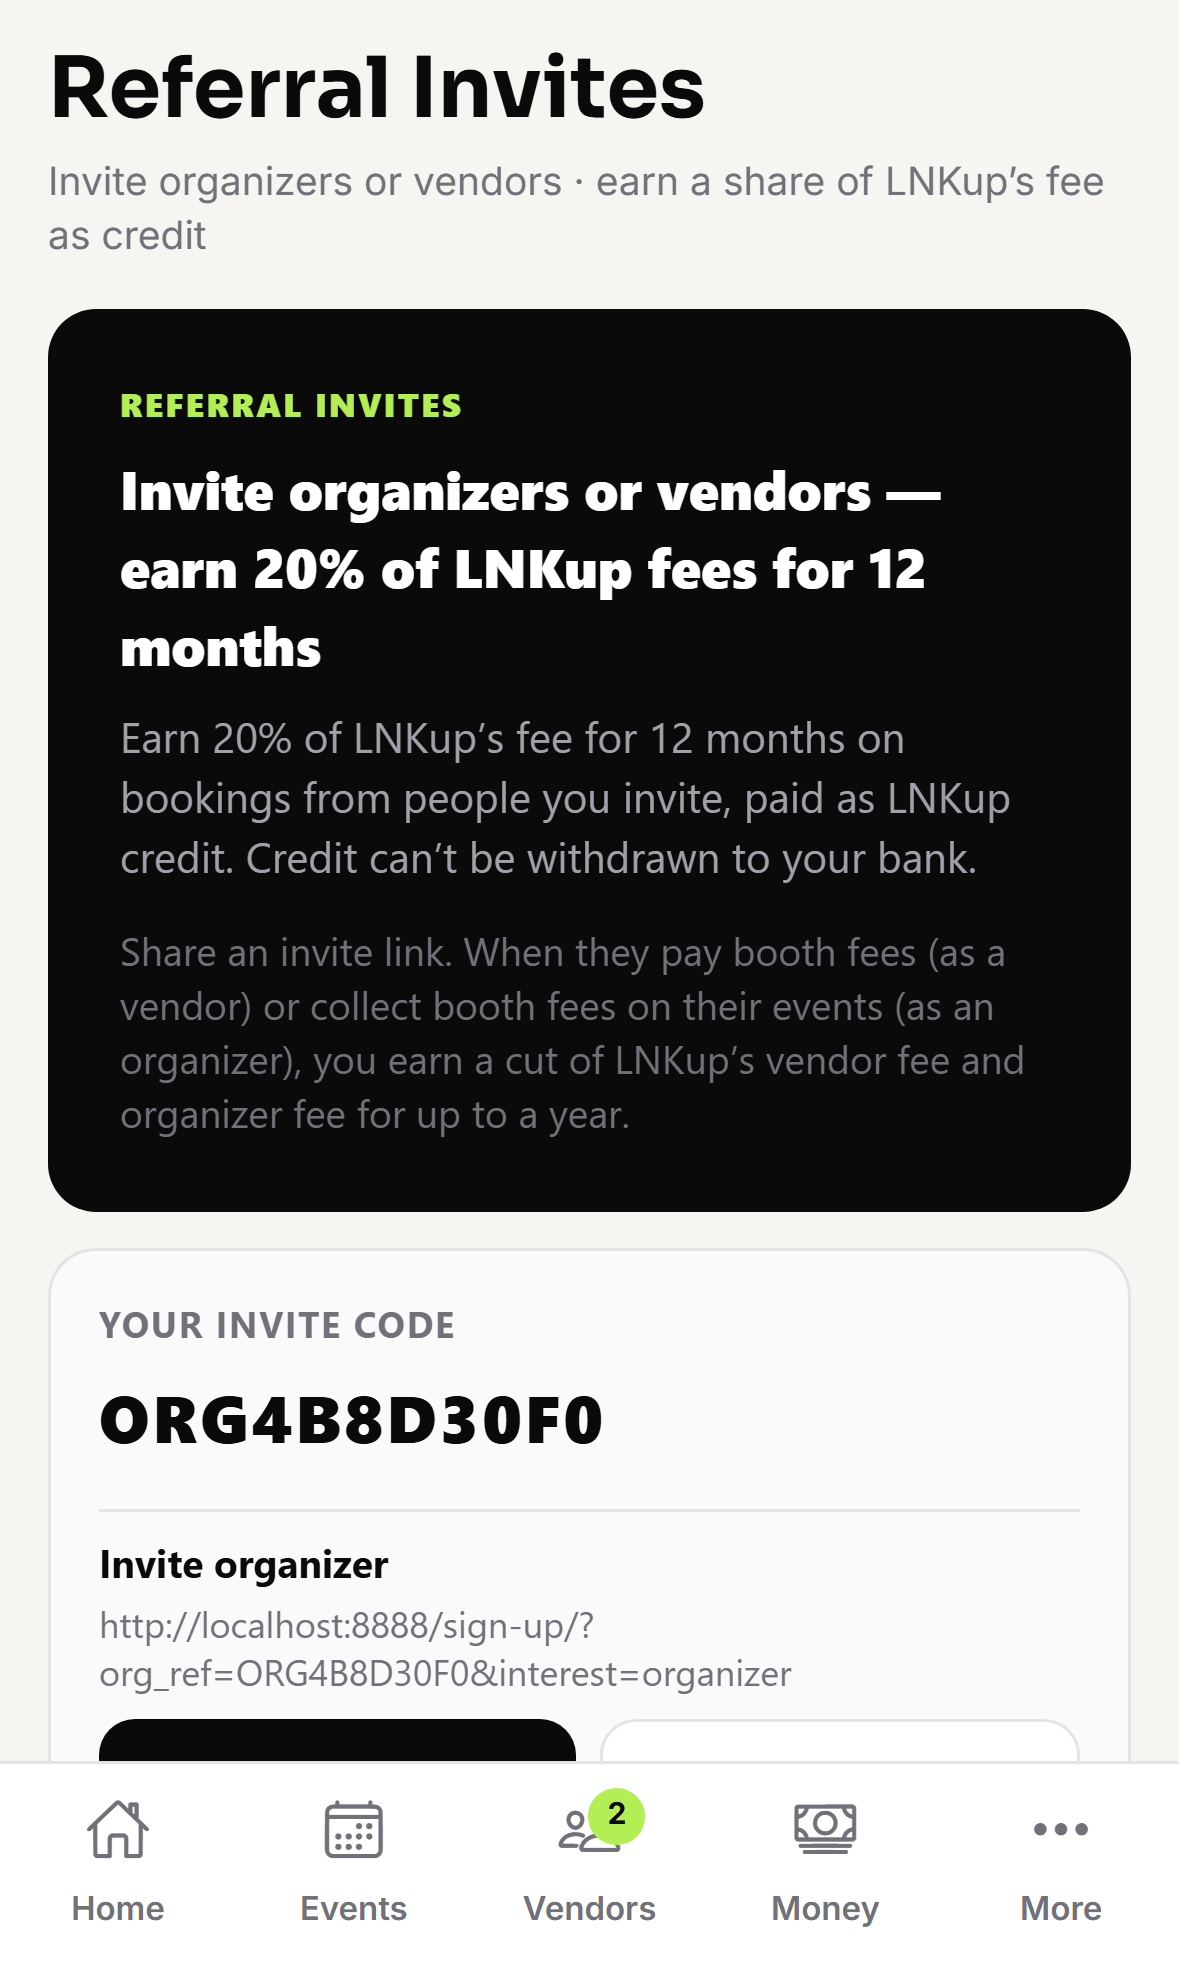 Referral Invites
Invite organizers or vendors · earn a share of LNKup’s fee
as credit
REFERRAL INVITES
Invite organizers or vendors —
earn 20% of LNKup fees for 12
months
Earn 20% of LNKup’s fee for 12 months on
bookings from people you invite, paid as LNKup
credit. Credit can’t be withdrawn to your bank.
Share an invite link. When they pay booth fees (as a
vendor) or collect booth fees on their events (as an
organizer), you earn a cut of LNKup’s vendor fee and
organizer fee for up to a year.
YOUR INVITE CODE
ORG4B8D30F0
Invite organizer
http://localhost:8888/sign-up/?
org_ref=ORG4B8D30F0&interest=organizer
2
Home Events Vendors Money More